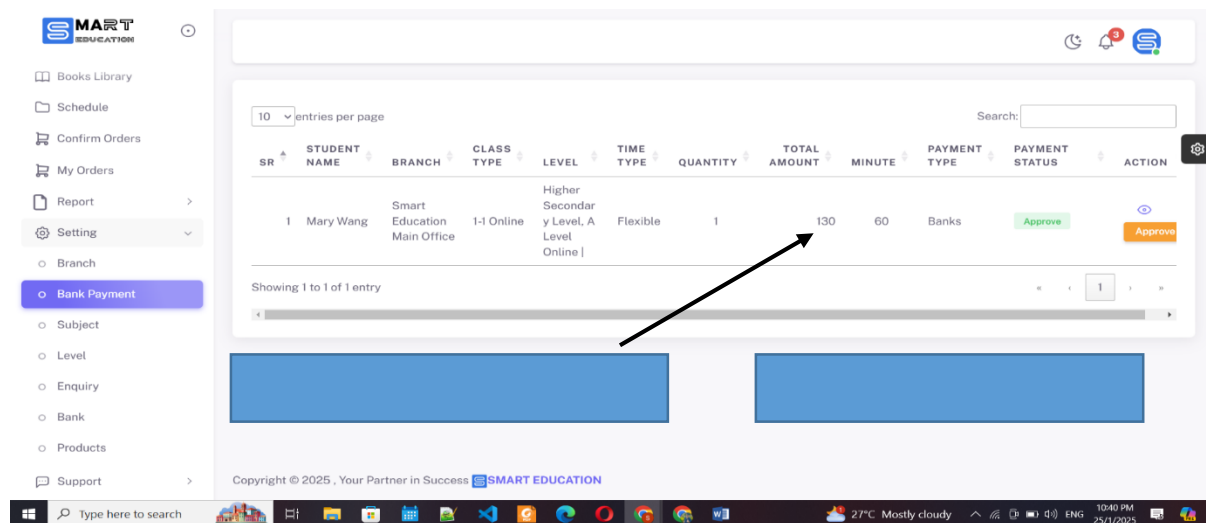 SMART
EDUCATION
3
Books Library
Schedule
Confirm Orders
My Orders
Report
Setting
Branch
Bank Payment
Subject
Level
Enquiry
Bank
Products
Support
10 entries per page
Search:
SR STUDENT NAME BRANCH CLASS TYPE LEVEL TIME TYPE QUANTITY TOTAL AMOUNT MINUTE PAYMENT TYPE PAYMENT STATUS ACTION
1 Mary Wang Smart Education Main Office 1-1 Online Higher Secondary Level, A Level Online | Flexible 1 130 60 Banks Approve Approve
Showing 1 to 1 of 1 entry
« ‹ 1 › »
Copyright © 2025 , Your Partner in Success SMART EDUCATION
Type here to search
27°C Mostly cloudy ENG 10:40 PM
25/1/2025